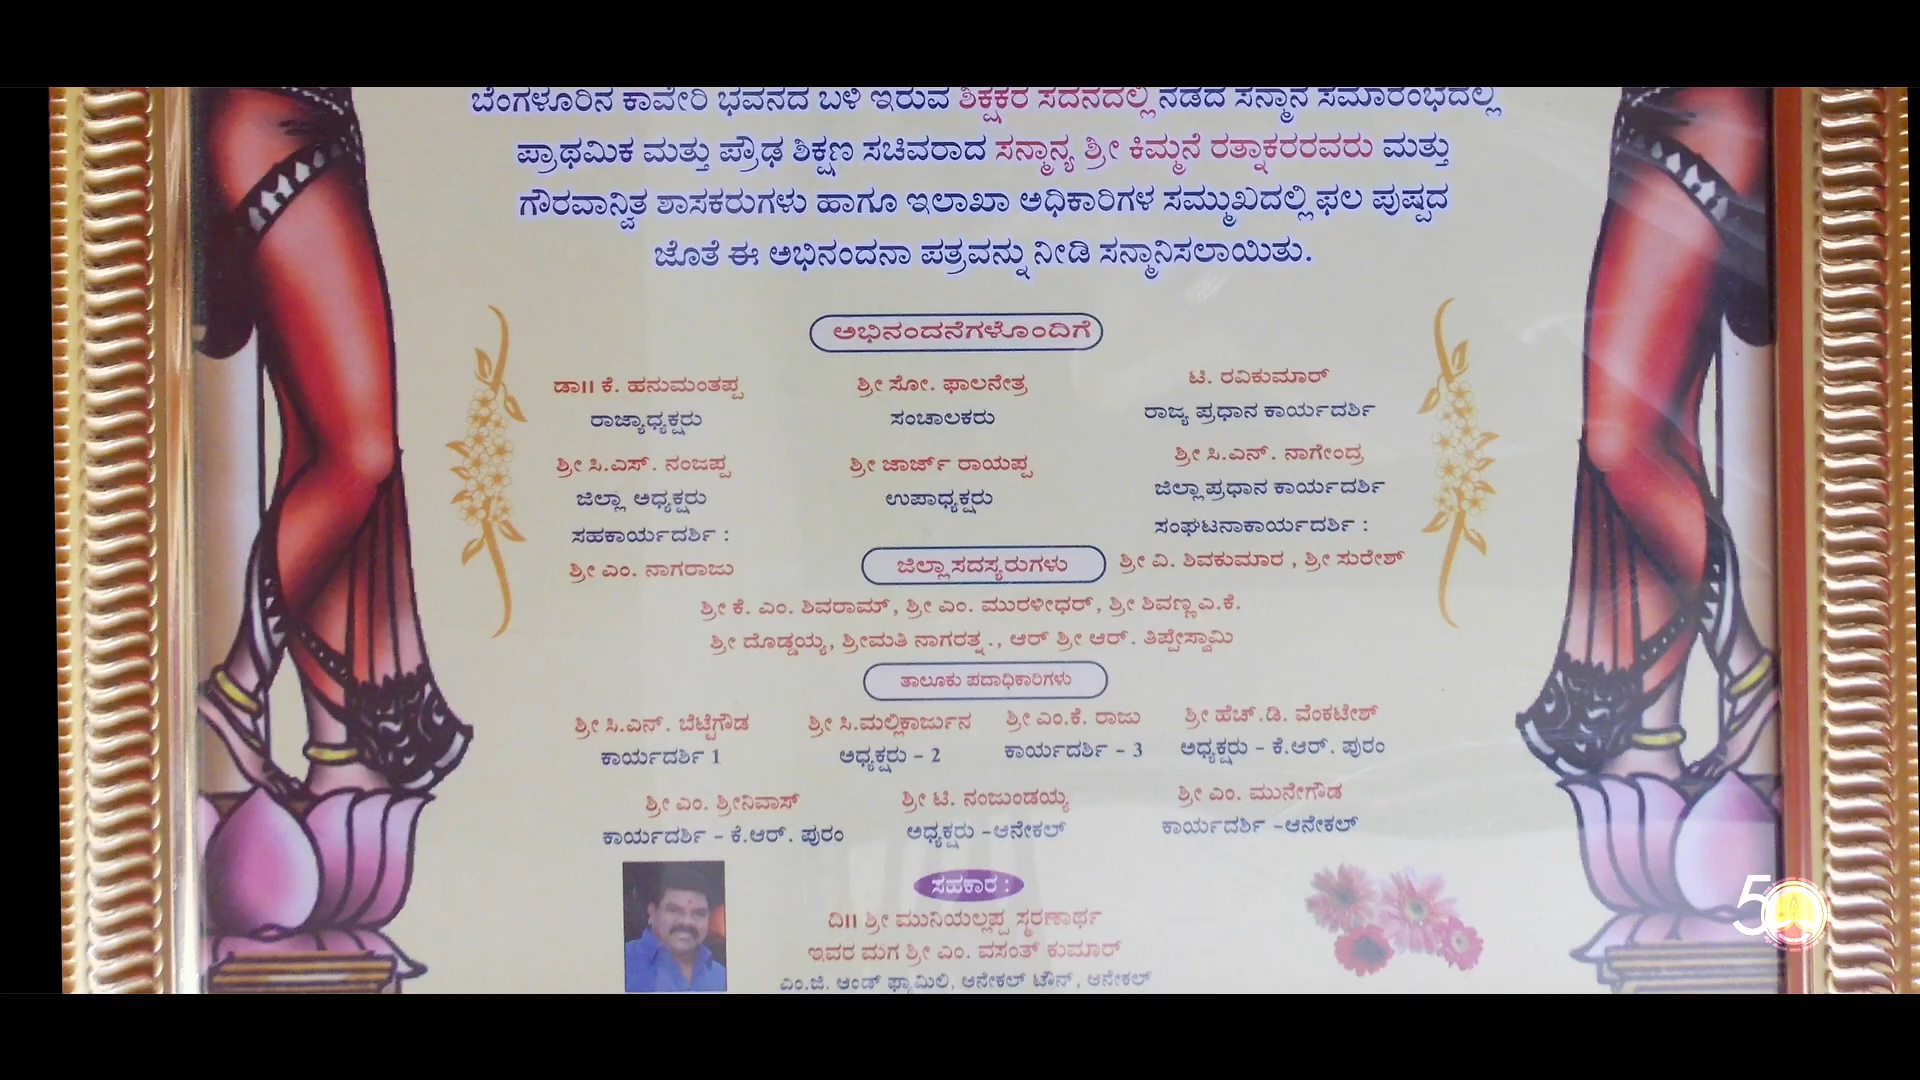 ಬೆಂಗಳೂರಿನ ಕಾವೇರಿ ಭವನದ ಬಳಿ ಇರುವ ಶಿಕ್ಷಕರ ಸದನದಲ್ಲಿ ನಡೆದ ಸನ್ಮಾನ ಸಮಾರಂಭದಲ್ಲಿ
ಪ್ರಾಥಮಿಕ ಮತ್ತು ಪ್ರೌಢ ಶಿಕ್ಷಣ ಸಚಿವರಾದ ಸನ್ಮಾನ್ಯ ಶ್ರೀ ಕಿಮ್ಮನೆ ರತ್ನಾಕರರವರು ಮತ್ತು
ಗೌರವಾನ್ವಿತ ಶಾಸಕರುಗಳು ಹಾಗೂ ಇಲಾಖಾ ಅಧಿಕಾರಿಗಳ ಸಮ್ಮುಖದಲ್ಲಿ ಫಲ ಪುಷ್ಪದ
ಜೊತೆ ಈ ಅಭಿನಂದನಾ ಪತ್ರವನ್ನು ನೀಡಿ ಸನ್ಮಾನಿಸಲಾಯಿತು.
ಅಭಿನಂದನೆಗಳೊಂದಿಗೆ
ಡಾ॥ ಕೆ. ಹನುಮಂತಪ್ಪ ಶ್ರೀ ಸೋ. ಫಾಲನೇತ್ರ ಟಿ. ರವಿಕುಮಾರ್
ರಾಜ್ಯಾಧ್ಯಕ್ಷರು ಸಂಚಾಲಕರು ರಾಜ್ಯ ಪ್ರಧಾನ ಕಾರ್ಯದರ್ಶಿ
ಶ್ರೀ ಸಿ.ಎಸ್. ನಂಜಪ್ಪ ಶ್ರೀ ಜಾರ್ಜ್ ರಾಯಪ್ಪ ಶ್ರೀ ಸಿ.ಎನ್. ನಾಗೇಂದ್ರ
ಜಿಲ್ಲಾ ಅಧ್ಯಕ್ಷರು ಉಪಾಧ್ಯಕ್ಷರು ಜಿಲ್ಲಾ ಪ್ರಧಾನ ಕಾರ್ಯದರ್ಶಿ
ಸಹಕಾರ್ಯದರ್ಶಿ : ಸಂಘಟನಾಕಾರ್ಯದರ್ಶಿ :
ಶ್ರೀ ಎಂ. ನಾಗರಾಜು ಜಿಲ್ಲಾ ಸದಸ್ಯರುಗಳು ಶ್ರೀ ವಿ. ಶಿವಕುಮಾರ , ಶ್ರೀ ಸುರೇಶ್
ಶ್ರೀ ಕೆ. ಎಂ. ಶಿವರಾಮ್, ಶ್ರೀ ಎಂ. ಮುರಳೀಧರ್, ಶ್ರೀ ಶಿವಣ್ಣ ಎ.ಕೆ.
ಶ್ರೀ ದೊಡ್ಡಯ್ಯ, ಶ್ರೀಮತಿ ನಾಗರತ್ನ ., ಆರ್ ಶ್ರೀ ಆರ್. ತಿಪ್ಪೇಸ್ವಾಮಿ
ತಾಲೂಕು ಪದಾಧಿಕಾರಿಗಳು
ಶ್ರೀ ಸಿ.ಎನ್. ಬೆಟ್ಟೆಗೌಡ ಶ್ರೀ ಸಿ.ಮಲ್ಲಿಕಾರ್ಜುನ ಶ್ರೀ ಎಂ.ಕೆ. ರಾಜು ಶ್ರೀ ಹೆಚ್.ಡಿ. ವೆಂಕಟೇಶ್
ಕಾರ್ಯದರ್ಶಿ 1 ಅಧ್ಯಕ್ಷರು - 2 ಕಾರ್ಯದರ್ಶಿ - 3 ಅಧ್ಯಕ್ಷರು - ಕೆ.ಆರ್. ಪುರಂ
ಶ್ರೀ ಎಂ. ಶ್ರೀನಿವಾಸ್ ಶ್ರೀ ಟಿ. ನಂಜುಂಡಯ್ಯ ಶ್ರೀ ಎಂ. ಮುನೇಗೌಡ
ಕಾರ್ಯದರ್ಶಿ - ಕೆ.ಆರ್. ಪುರಂ ಅಧ್ಯಕ್ಷರು -ಆನೇಕಲ್ ಕಾರ್ಯದರ್ಶಿ -ಆನೇಕಲ್
ಸಹಕಾರ :
ದಿ॥ ಶ್ರೀ ಮುನಿಯಲ್ಲಪ್ಪ ಸ್ಮರಣಾರ್ಥ
ಇವರ ಮಗ ಶ್ರೀ ಎಂ. ವಸಂತ್ ಕುಮಾರ್
ಎಂ.ಜಿ. ಆಂಡ್ ಫ್ಯಾಮಿಲಿ, ಆನೇಕಲ್ ಟೌನ್, ಆನೇಕಲ್
50